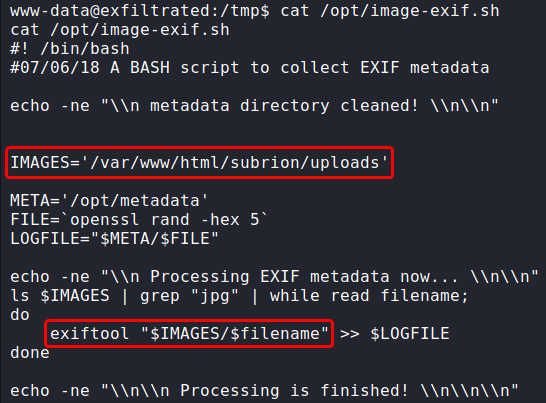 www-data@exfiltrated:/tmp$ cat /opt/image-exif.sh
cat /opt/image-exif.sh
#! /bin/bash
#07/06/18 A BASH script to collect EXIF metadata
echo -ne "\\n metadata directory cleaned! \\n\\n"
IMAGES='/var/www/html/subrion/uploads'
META='/opt/metadata'
FILE=`openssl rand -hex 5`
LOGFILE="$META/$FILE"
echo -ne "\\n Processing EXIF metadata now... \\n\\n"
ls $IMAGES | grep "jpg" | while read filename;
do
    exiftool "$IMAGES/$filename" >> $LOGFILE
done
echo -ne "\\n\\n Processing is finished! \\n\\n\\n"